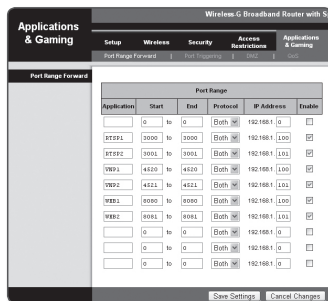 Wireless-G Broadband Router with S
Applications
& Gaming
Setup Wireless Security Access Restrictions Applications & Gaming
Port Range Forward | Port Triggering | DMZ | QoS
Port Range Forward
Port Range
Application Start End Protocol IP Address Enable
0 to 0 Both 192.168.1. 0
RTSP1 3000 to 3000 Both 192.168.1. 100
RTSP2 3001 to 3001 Both 192.168.1. 101
VNP1 4520 to 4520 Both 192.168.1. 100
VNP2 4521 to 4521 Both 192.168.1. 101
WEB1 8080 to 8080 Both 192.168.1. 100
WEB2 8081 to 8081 Both 192.168.1. 101
0 to 0 Both 192.168.1. 0
0 to 0 Both 192.168.1. 0
0 to 0 Both 192.168.1. 0
Save Settings Cancel Changes